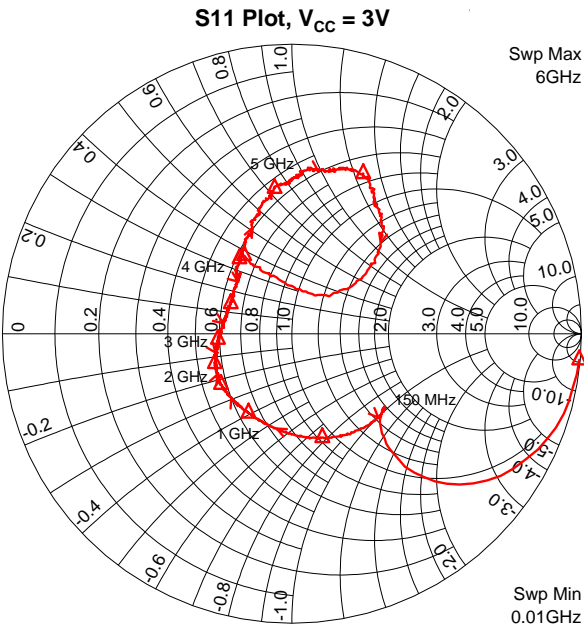 S11 Plot, VCC = 3V
Swp Max
6GHz
1.0
0.8
0.6
0.4
0.2
0
2.0
3.0
4.0
5.0
10.0
5 GHz
4 GHz
3 GHz
2 GHz
1 GHz
150 MHz
0.2
0.4
0.6
0.8
1.0
2.0
3.0
4.0
5.0
10.0
-10.0
-5.0
-4.0
-3.0
-2.0
-1.0
-0.8
-0.6
-0.4
-0.2
Swp Min
0.01GHz